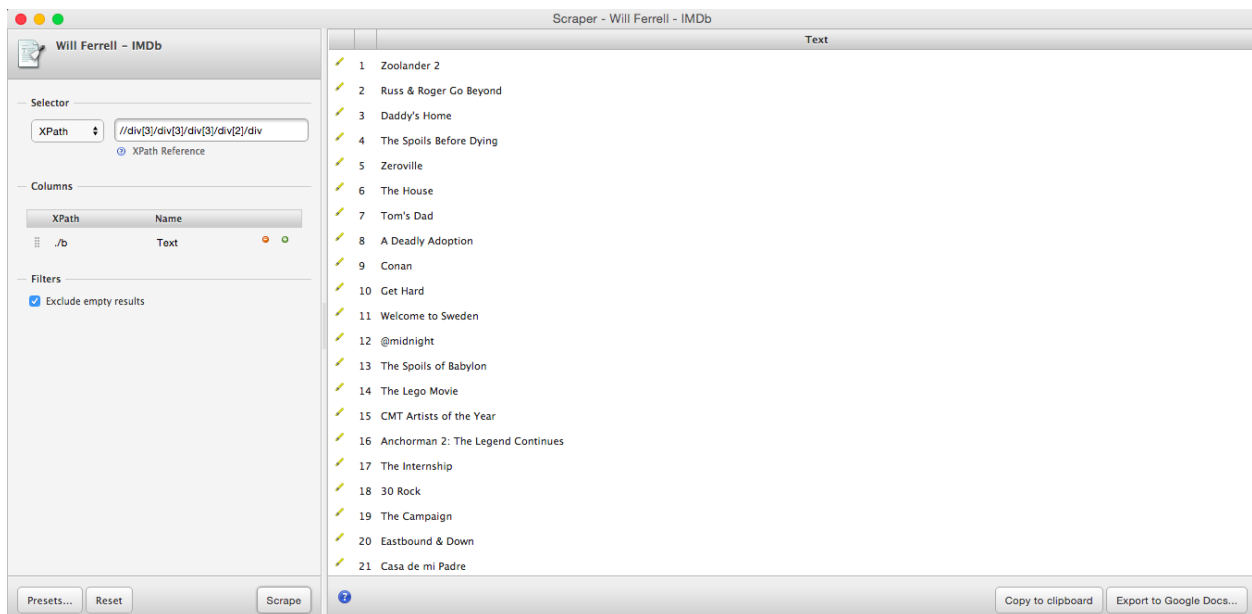 Scraper - Will Ferrell - IMDb
Will Ferrell - IMDb
Selector
XPath
//div[3]/div[3]/div[3]/div[2]/div
XPath Reference
Columns
XPath Name
./b Text
Filters
Exclude empty results
Presets...
Reset
Scrape
Text
1 Zoolander 2
2 Russ & Roger Go Beyond
3 Daddy's Home
4 The Spoils Before Dying
5 Zeroville
6 The House
7 Tom's Dad
8 A Deadly Adoption
9 Conan
10 Get Hard
11 Welcome to Sweden
12 @midnight
13 The Spoils of Babylon
14 The Lego Movie
15 CMT Artists of the Year
16 Anchorman 2: The Legend Continues
17 The Internship
18 30 Rock
19 The Campaign
20 Eastbound & Down
21 Casa de mi Padre
?
Copy to clipboard
Export to Google Docs...